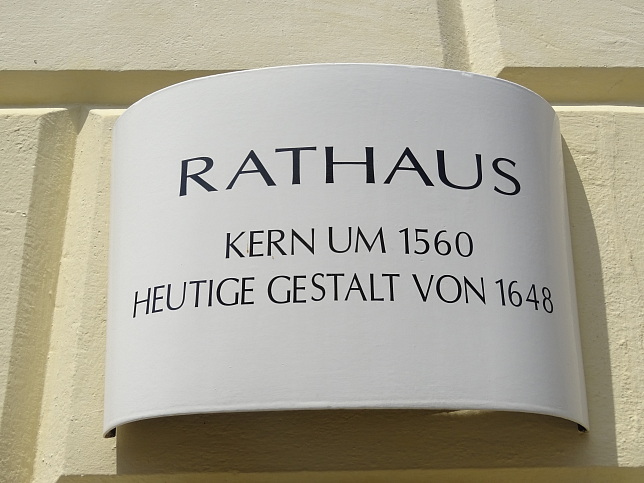 RATHAUS
KERN UM 1560
HEUTIGE GESTALT VON 1648